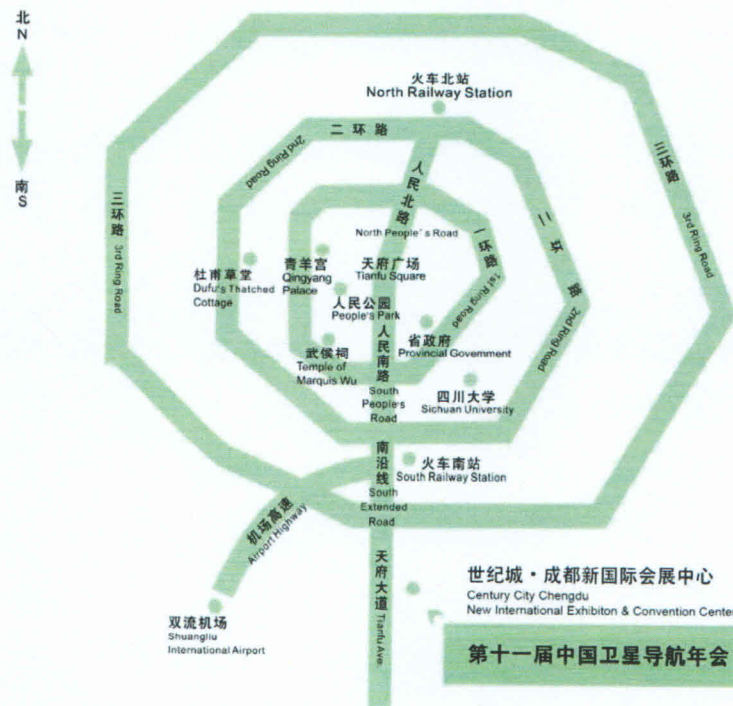 北
N
南
S
火车北站
North Railway Station
二环路
2nd Ring Road
人民北路
North People's Road
三环路
3rd Ring Road
三环路
3rd Ring Road
二环路
2nd Ring Road
一环路
1st Ring Road
杜甫草堂
Dufu's Thatched
Cottage
青羊宫
Qingyang
Palace
天府广场
Tianfu Square
人民公园
People's Park
武侯祠
Temple of
Marquis Wu
人民南路
South
People's
Road
省政府
Provincial Government
四川大学
Sichuan University
南沿线
South
Extended
Road
火车南站
South Railway Station
机场高速
Airport Highway
双流机场
Shuangliu
International Airport
天府大道
Tianfu Ave
世纪城·成都新国际会展中心
Century City Chengdu
New International Exhibiton & Convention Center
第十一届中国卫星导航年会